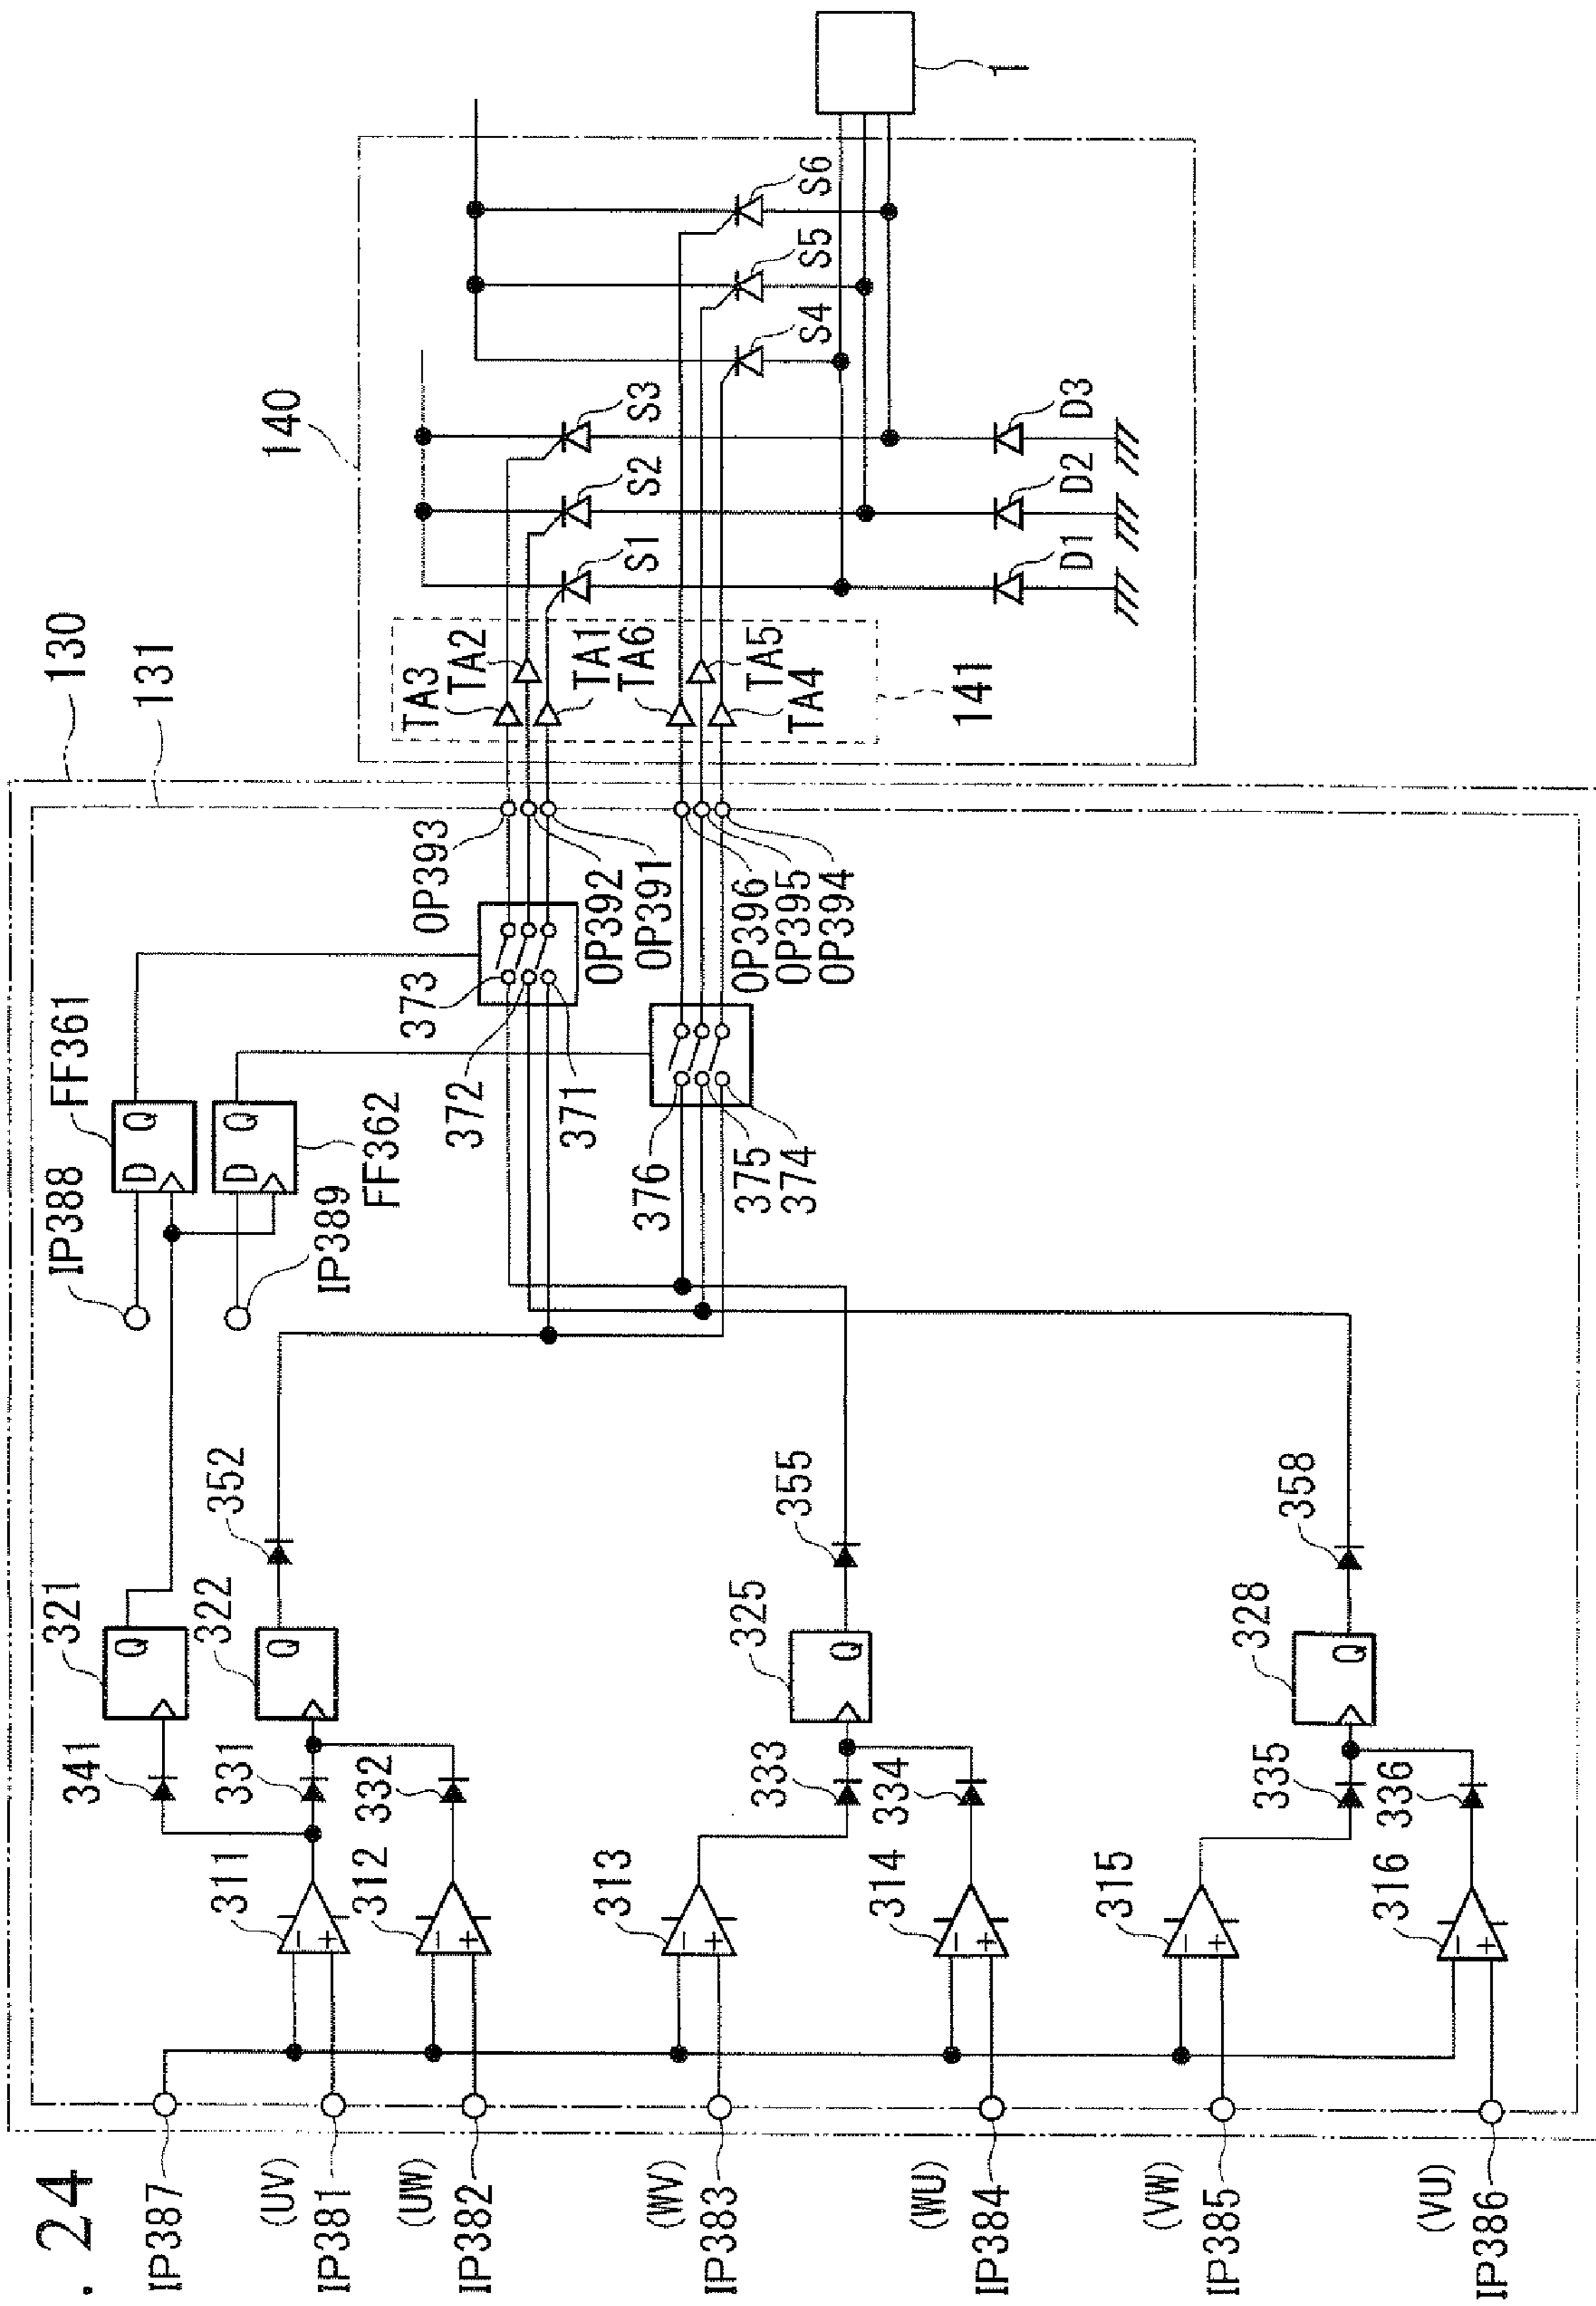 . 24
130
131
140
141
1
IP387
(UV)
IP381
(UW)
IP382
(WV)
IP383
(WU)
IP384
(VW)
IP385
(VU)
IP386
311
312
313
314
315
316
- +
- +
- +
- +
- +
- +
341
331
332
333
334
335
336
321
Q
322
Q
325
Q
328
Q
352
355
358
IP388
IP389
FF361
D Q
FF362
D Q
373
372
371
376
375
374
OP393
OP392
OP391
OP396
OP395
OP394
TA3
TA2
TA1
TA6
TA5
TA4
S1
S2
S3
S4
S5
S6
D1
D2
D3